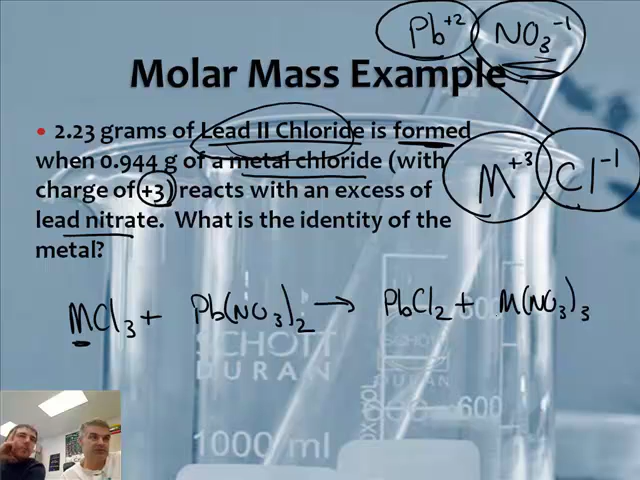 Pb+2 NO3-1
Molar Mass Example
• 2.23 grams of Lead II Chloride is formed
when 0.944 g of a metal chloride (with
charge of +3) reacts with an excess of
lead nitrate. What is the identity of the
metal?
M+3 Cl-1
MCl3 + Pb(NO3)2 → PbCl2 + M(NO3)3
SCHOTT
DURAN
SCHOTT
DURAN
600
1000 ml